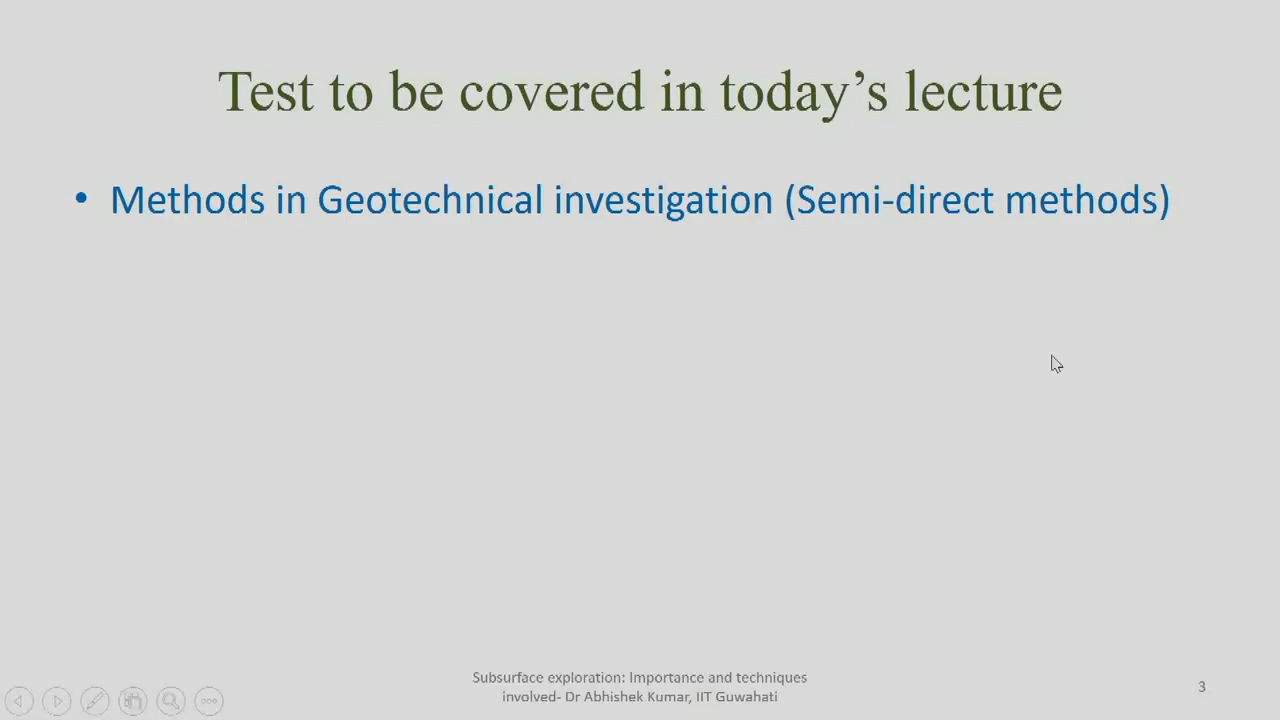 Test to be covered in today’s lecture
• Methods in Geotechnical investigation (Semi-direct methods)
Subsurface exploration: Importance and techniques
involved- Dr Abhishek Kumar, IIT Guwahati
3